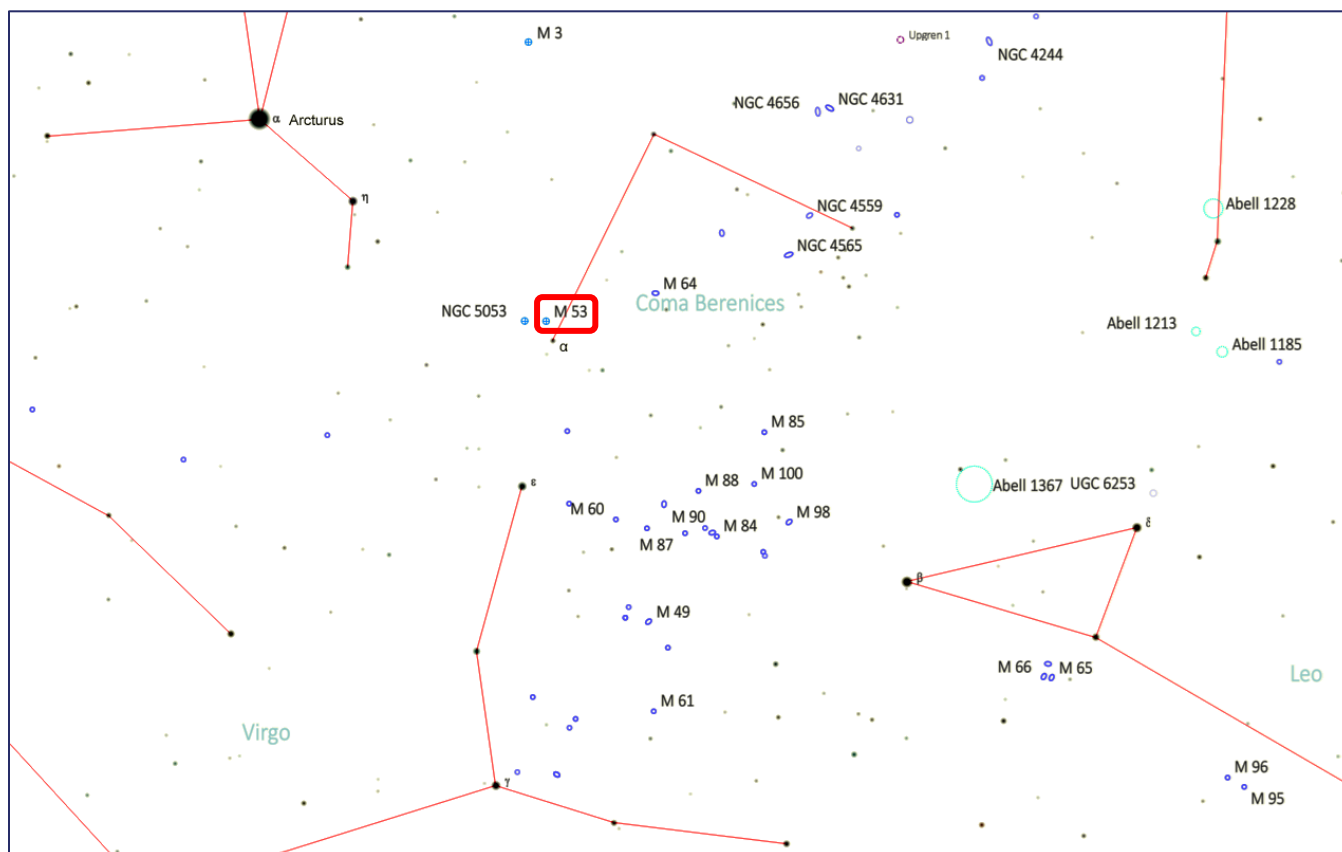 M 3
Upgren 1
NGC 4244
NGC 4656
NGC 4631
α
Arcturus
η
NGC 4559
Abell 1228
NGC 4565
M 64
Coma Berenices
NGC 5053
M 53
Abell 1213
α
Abell 1185
M 85
ε
M 88
M 100
Abell 1367
UGC 6253
M 60
M 90
M 84
M 98
δ
M 87
β
M 49
M 66
M 65
Leo
M 61
Virgo
γ
M 96
M 95